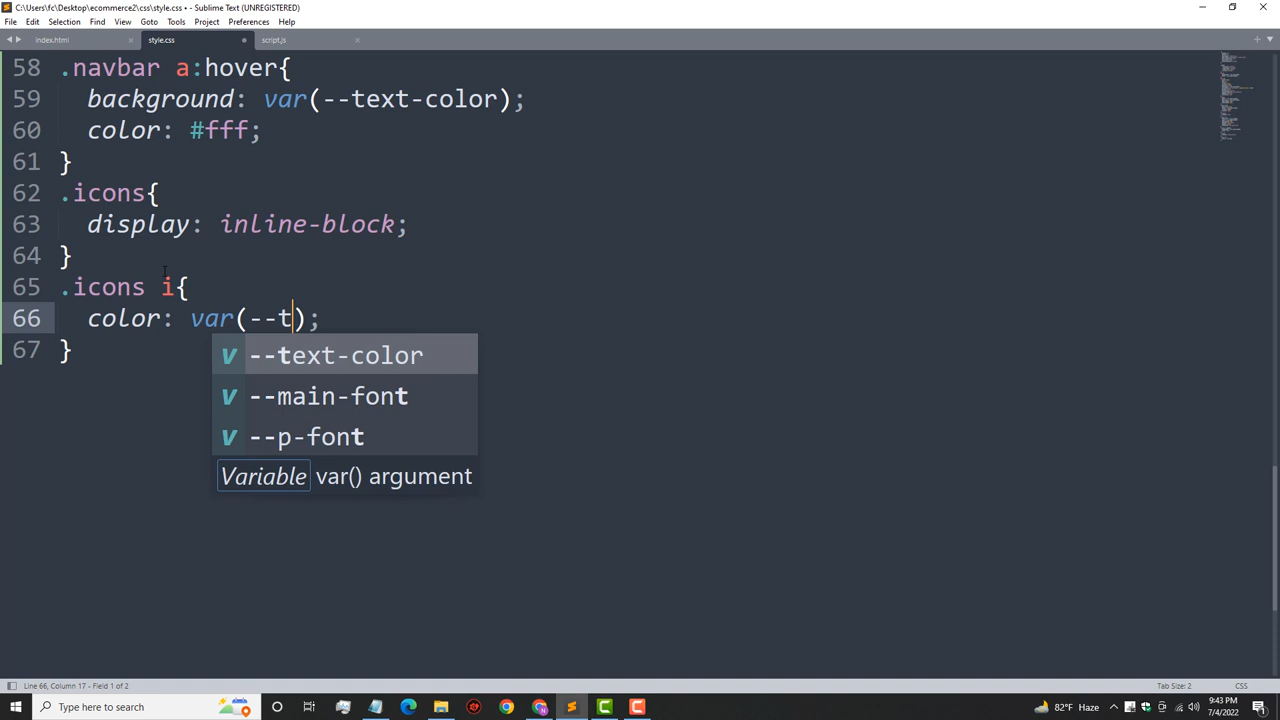 C:\Users\fc\Desktop\ecommerce2\css\style.css • - Sublime Text (UNREGISTERED)
File Edit Selection Find View Goto Tools Project Preferences Help
index.html style.css script.js
58 .navbar a:hover{
59 background: var(--text-color);
60 color: #fff;
61 }
62 .icons{
63 display: inline-block;
64 }
65 .icons i{
66 color: var(--t);
67 }
v --text-color
v --main-font
v --p-font
Variable var() argument
Line 66, Column 17 - Field 1 of 2 Tab Size: 2 CSS
Type here to search 82°F Haze 9:43 PM
7/4/2022